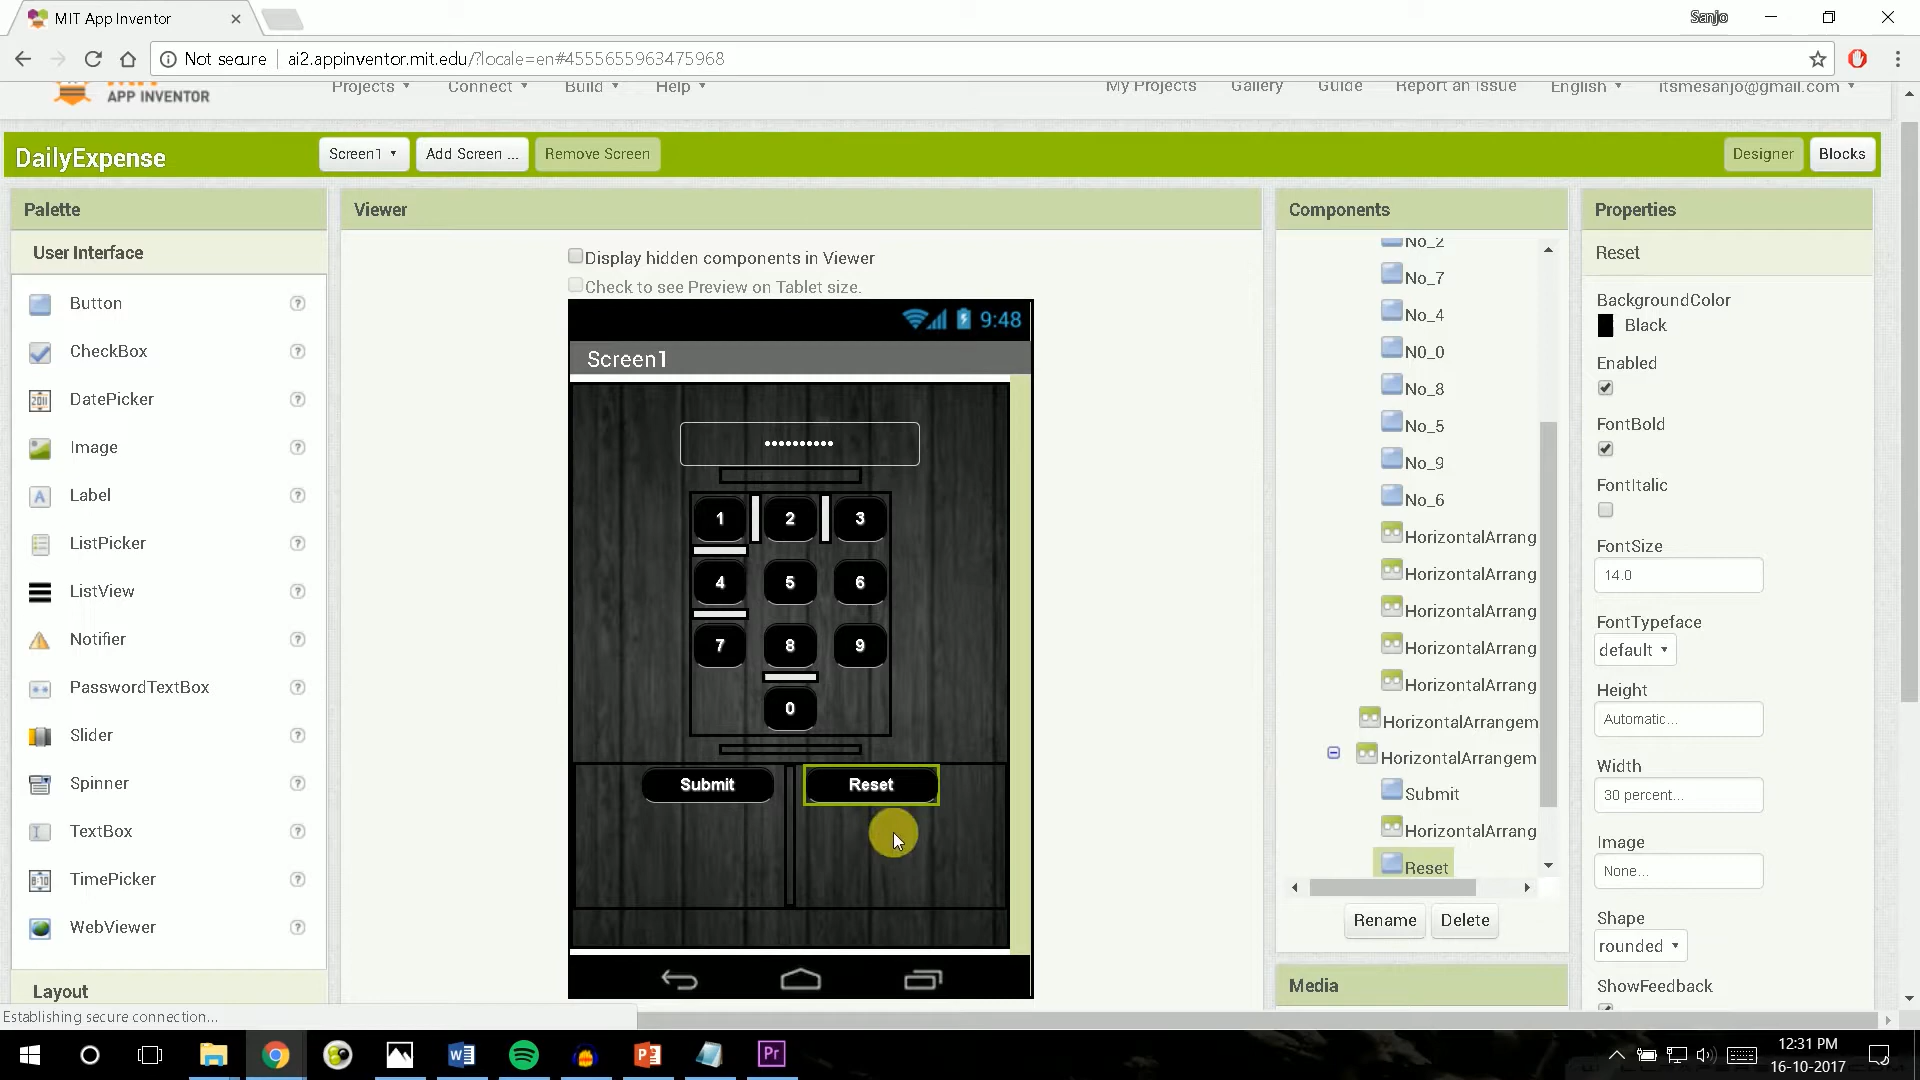 MIT App Inventor
Sanjo
Not secure
ai2.appinventor.mit.edu/?locale=en#4555655963475968
APP INVENTOR
Projects
Connect
Build
Help
My Projects
Gallery
Guide
Report an Issue
English
itsmesanjo@gmail.com
DailyExpense
Screen1
Add Screen ...
Remove Screen
Designer
Blocks
Palette
User Interface
Button
CheckBox
DatePicker
Image
Label
ListPicker
ListView
Notifier
PasswordTextBox
Slider
Spinner
TextBox
TimePicker
WebViewer
Layout
Viewer
Display hidden components in Viewer
Check to see Preview on Tablet size.
9:48
Screen1
1 2 3
4 5 6
7 8 9
0
Submit
Reset
Components
No_2
No_7
No_4
N0_0
No_8
No_5
No_9
No_6
HorizontalArrang
HorizontalArrang
HorizontalArrang
HorizontalArrang
HorizontalArrang
HorizontalArrangem
HorizontalArrangem
Submit
HorizontalArrang
Reset
Rename
Delete
Media
Properties
Reset
BackgroundColor
Black
Enabled
FontBold
FontItalic
FontSize
14.0
FontTypeface
default
Height
Automatic...
Width
30 percent...
Image
None...
Shape
rounded
ShowFeedback
Establishing secure connection...
12:31 PM
16-10-2017